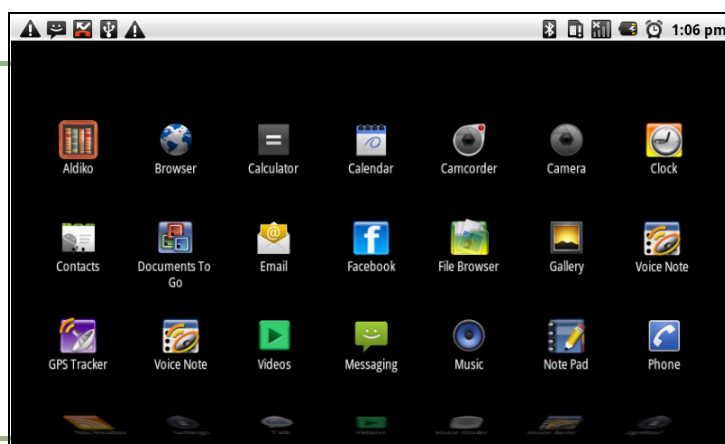 1:06 pm
Aldiko
Browser
Calculator
Calendar
Camcorder
Camera
Clock
Contacts
Documents To
Go
Email
Facebook
File Browser
Gallery
Voice Note
GPS Tracker
Voice Note
Videos
Messaging
Music
Note Pad
Phone